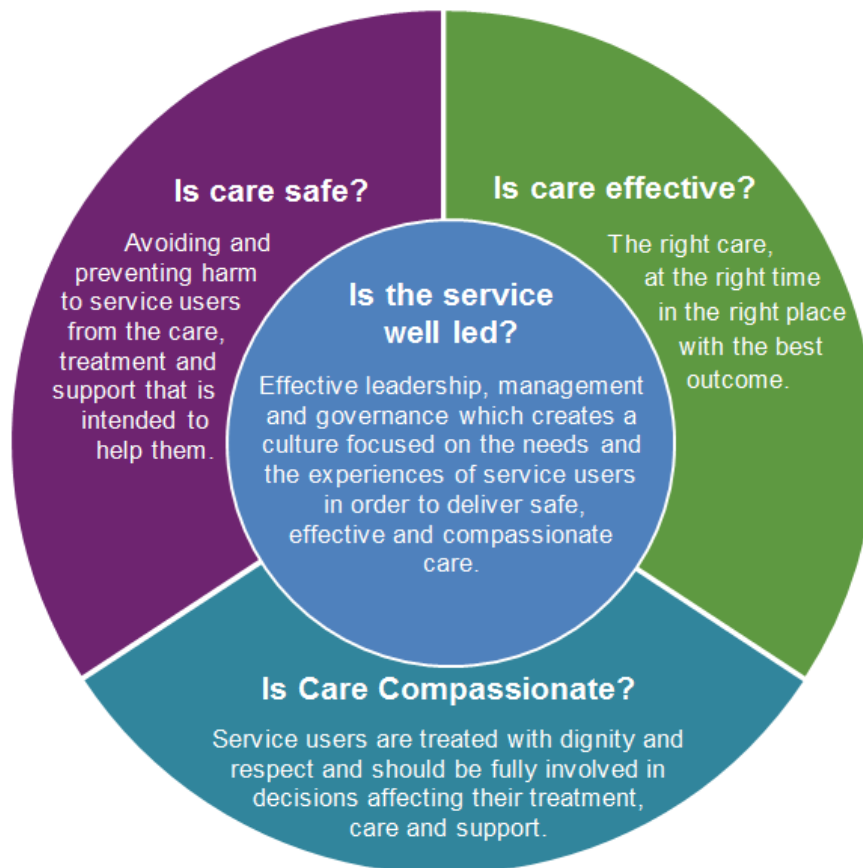 Is care safe?
Avoiding and
preventing harm
to service users
from the care,
treatment and
support that is
intended to
help them.
Is care effective?
The right care,
at the right time
in the right place
with the best
outcome.
Is the service
well led?
Effective leadership, management
and governance which creates a
culture focused on the needs and
the experiences of service users
in order to deliver safe,
effective and compassionate
care.
Is Care Compassionate?
Service users are treated with dignity and
respect and should be fully involved in
decisions affecting their treatment,
care and support.